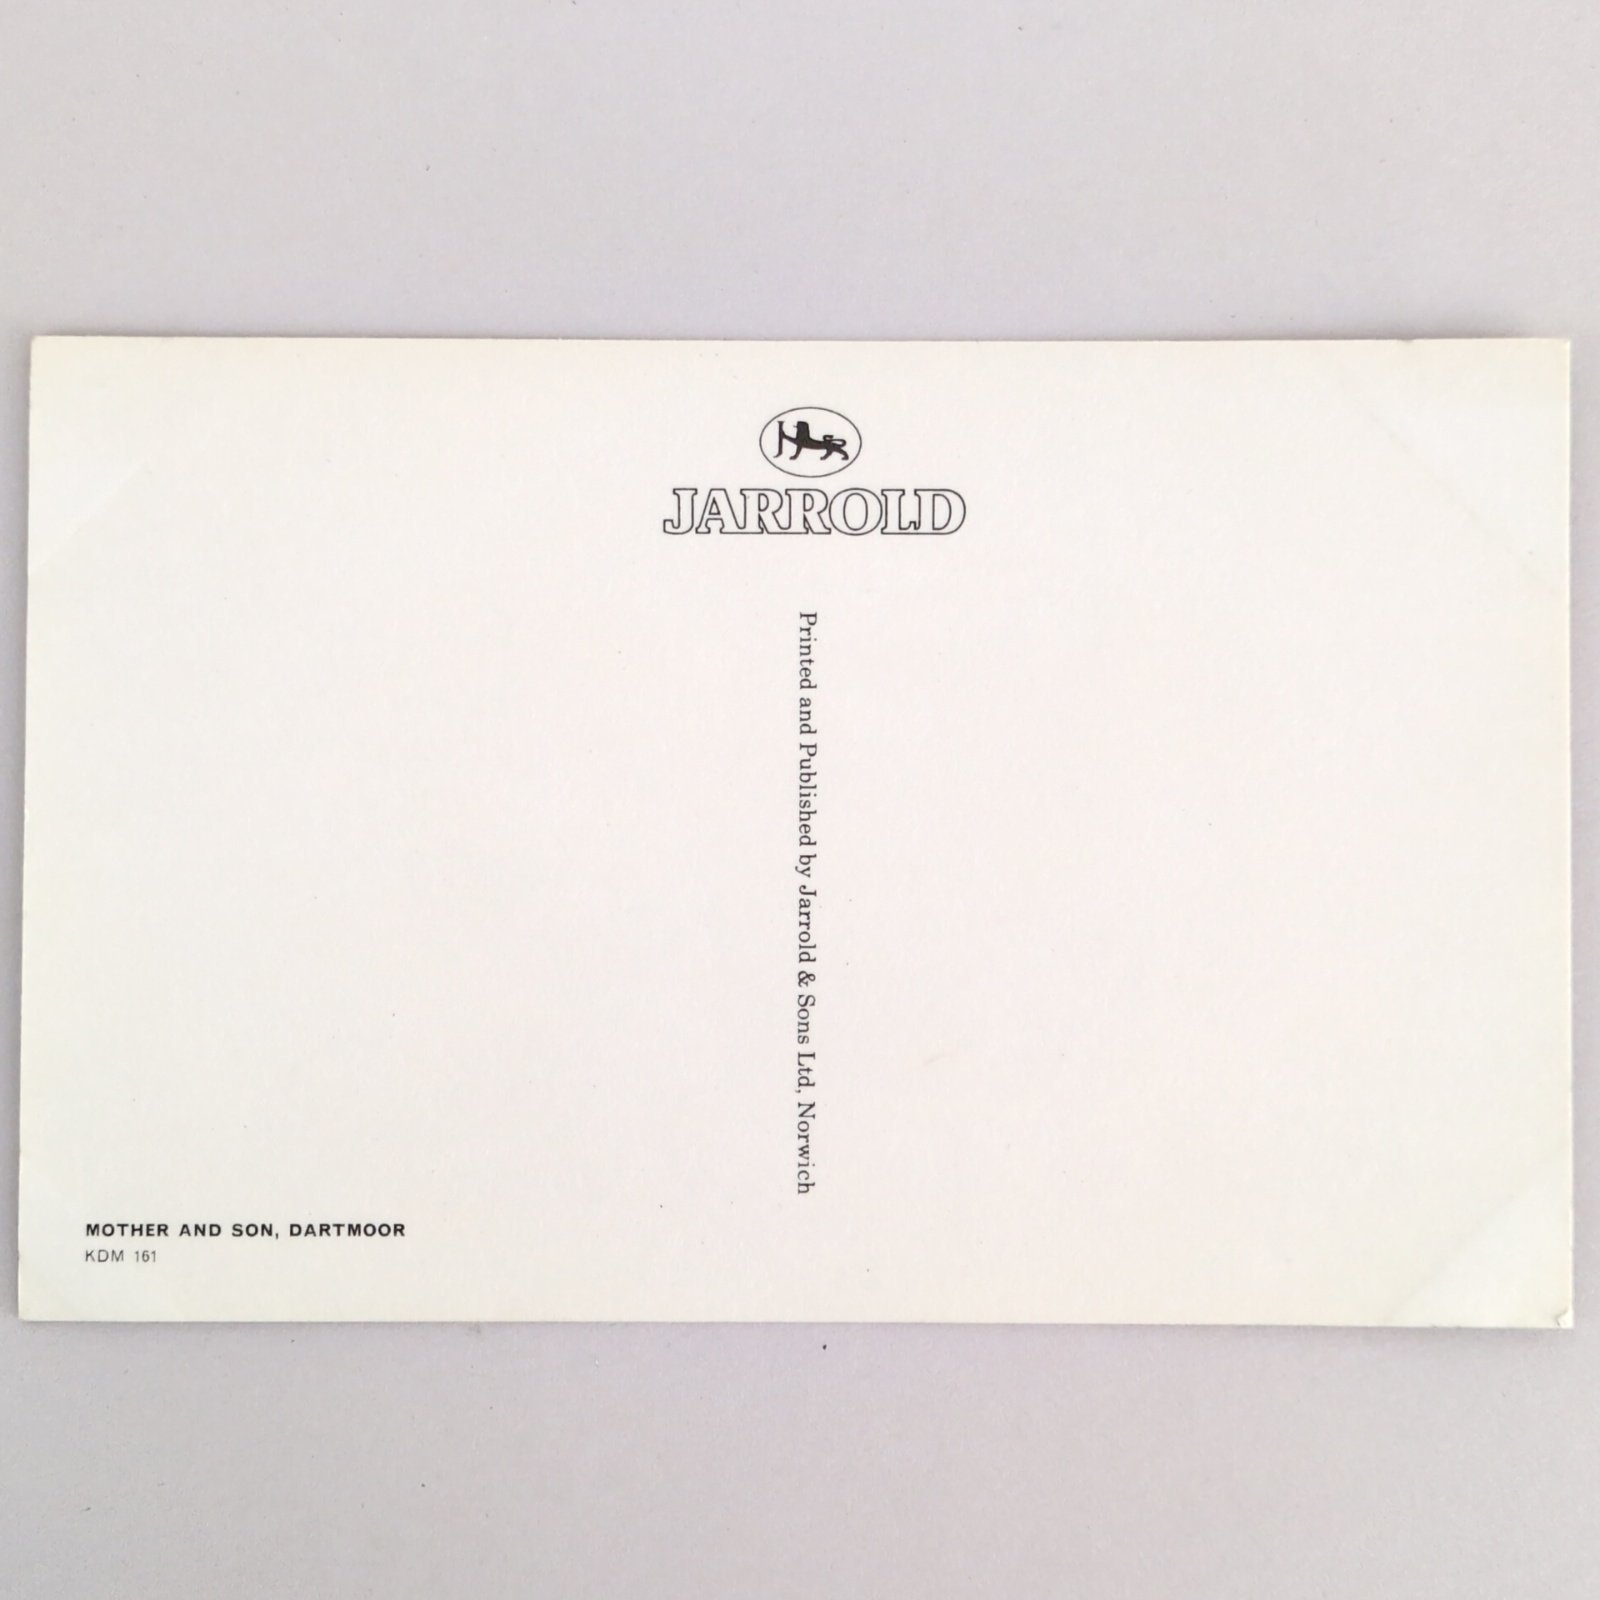 JARROLD
Printed and Published by Jarrold & Sons Ltd, Norwich
MOTHER AND SON, DARTMOOR
KDM 161